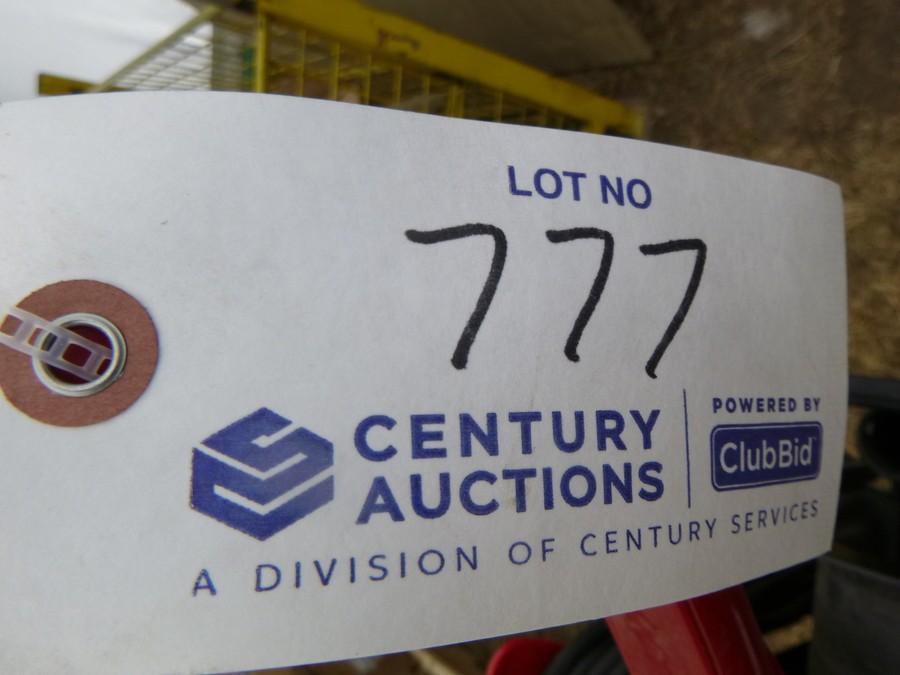 LOT NO
777
CENTURY
AUCTIONS
POWERED BY
ClubBid
A DIVISION OF CENTURY SERVICES